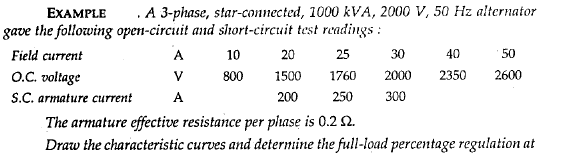 EXAMPLE . A 3-phase, star-connected, 1000 kVA, 2000 V, 50 Hz alternator
gave the following open-circuit and short-circuit test readings :
Field current A 10 20 25 30 40 50
O.C. voltage V 800 1500 1760 2000 2350 2600
S.C. armature current A 200 250 300
The armature effective resistance per phase is 0.2 Ω.
Draw the characteristic curves and determine the full-load percentage regulation at